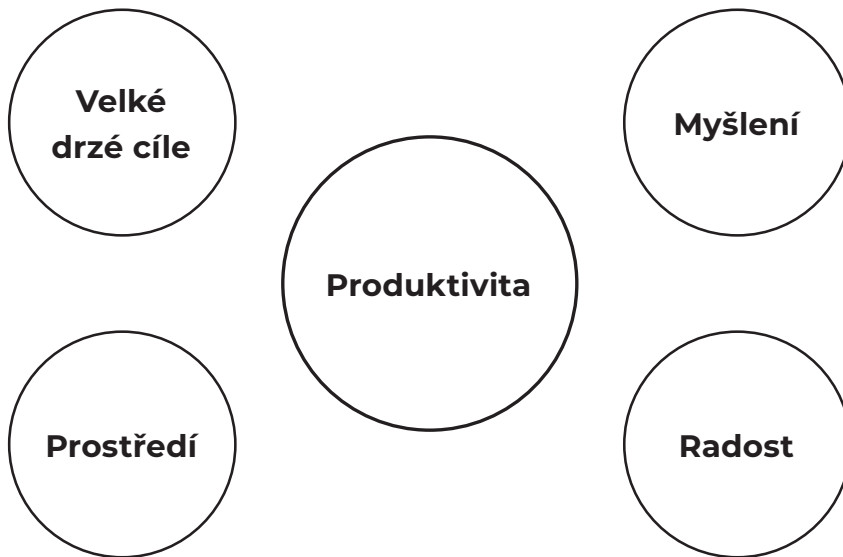 Velké
drzé cíle
Myšlení
Produktivita
Prostředí
Radost